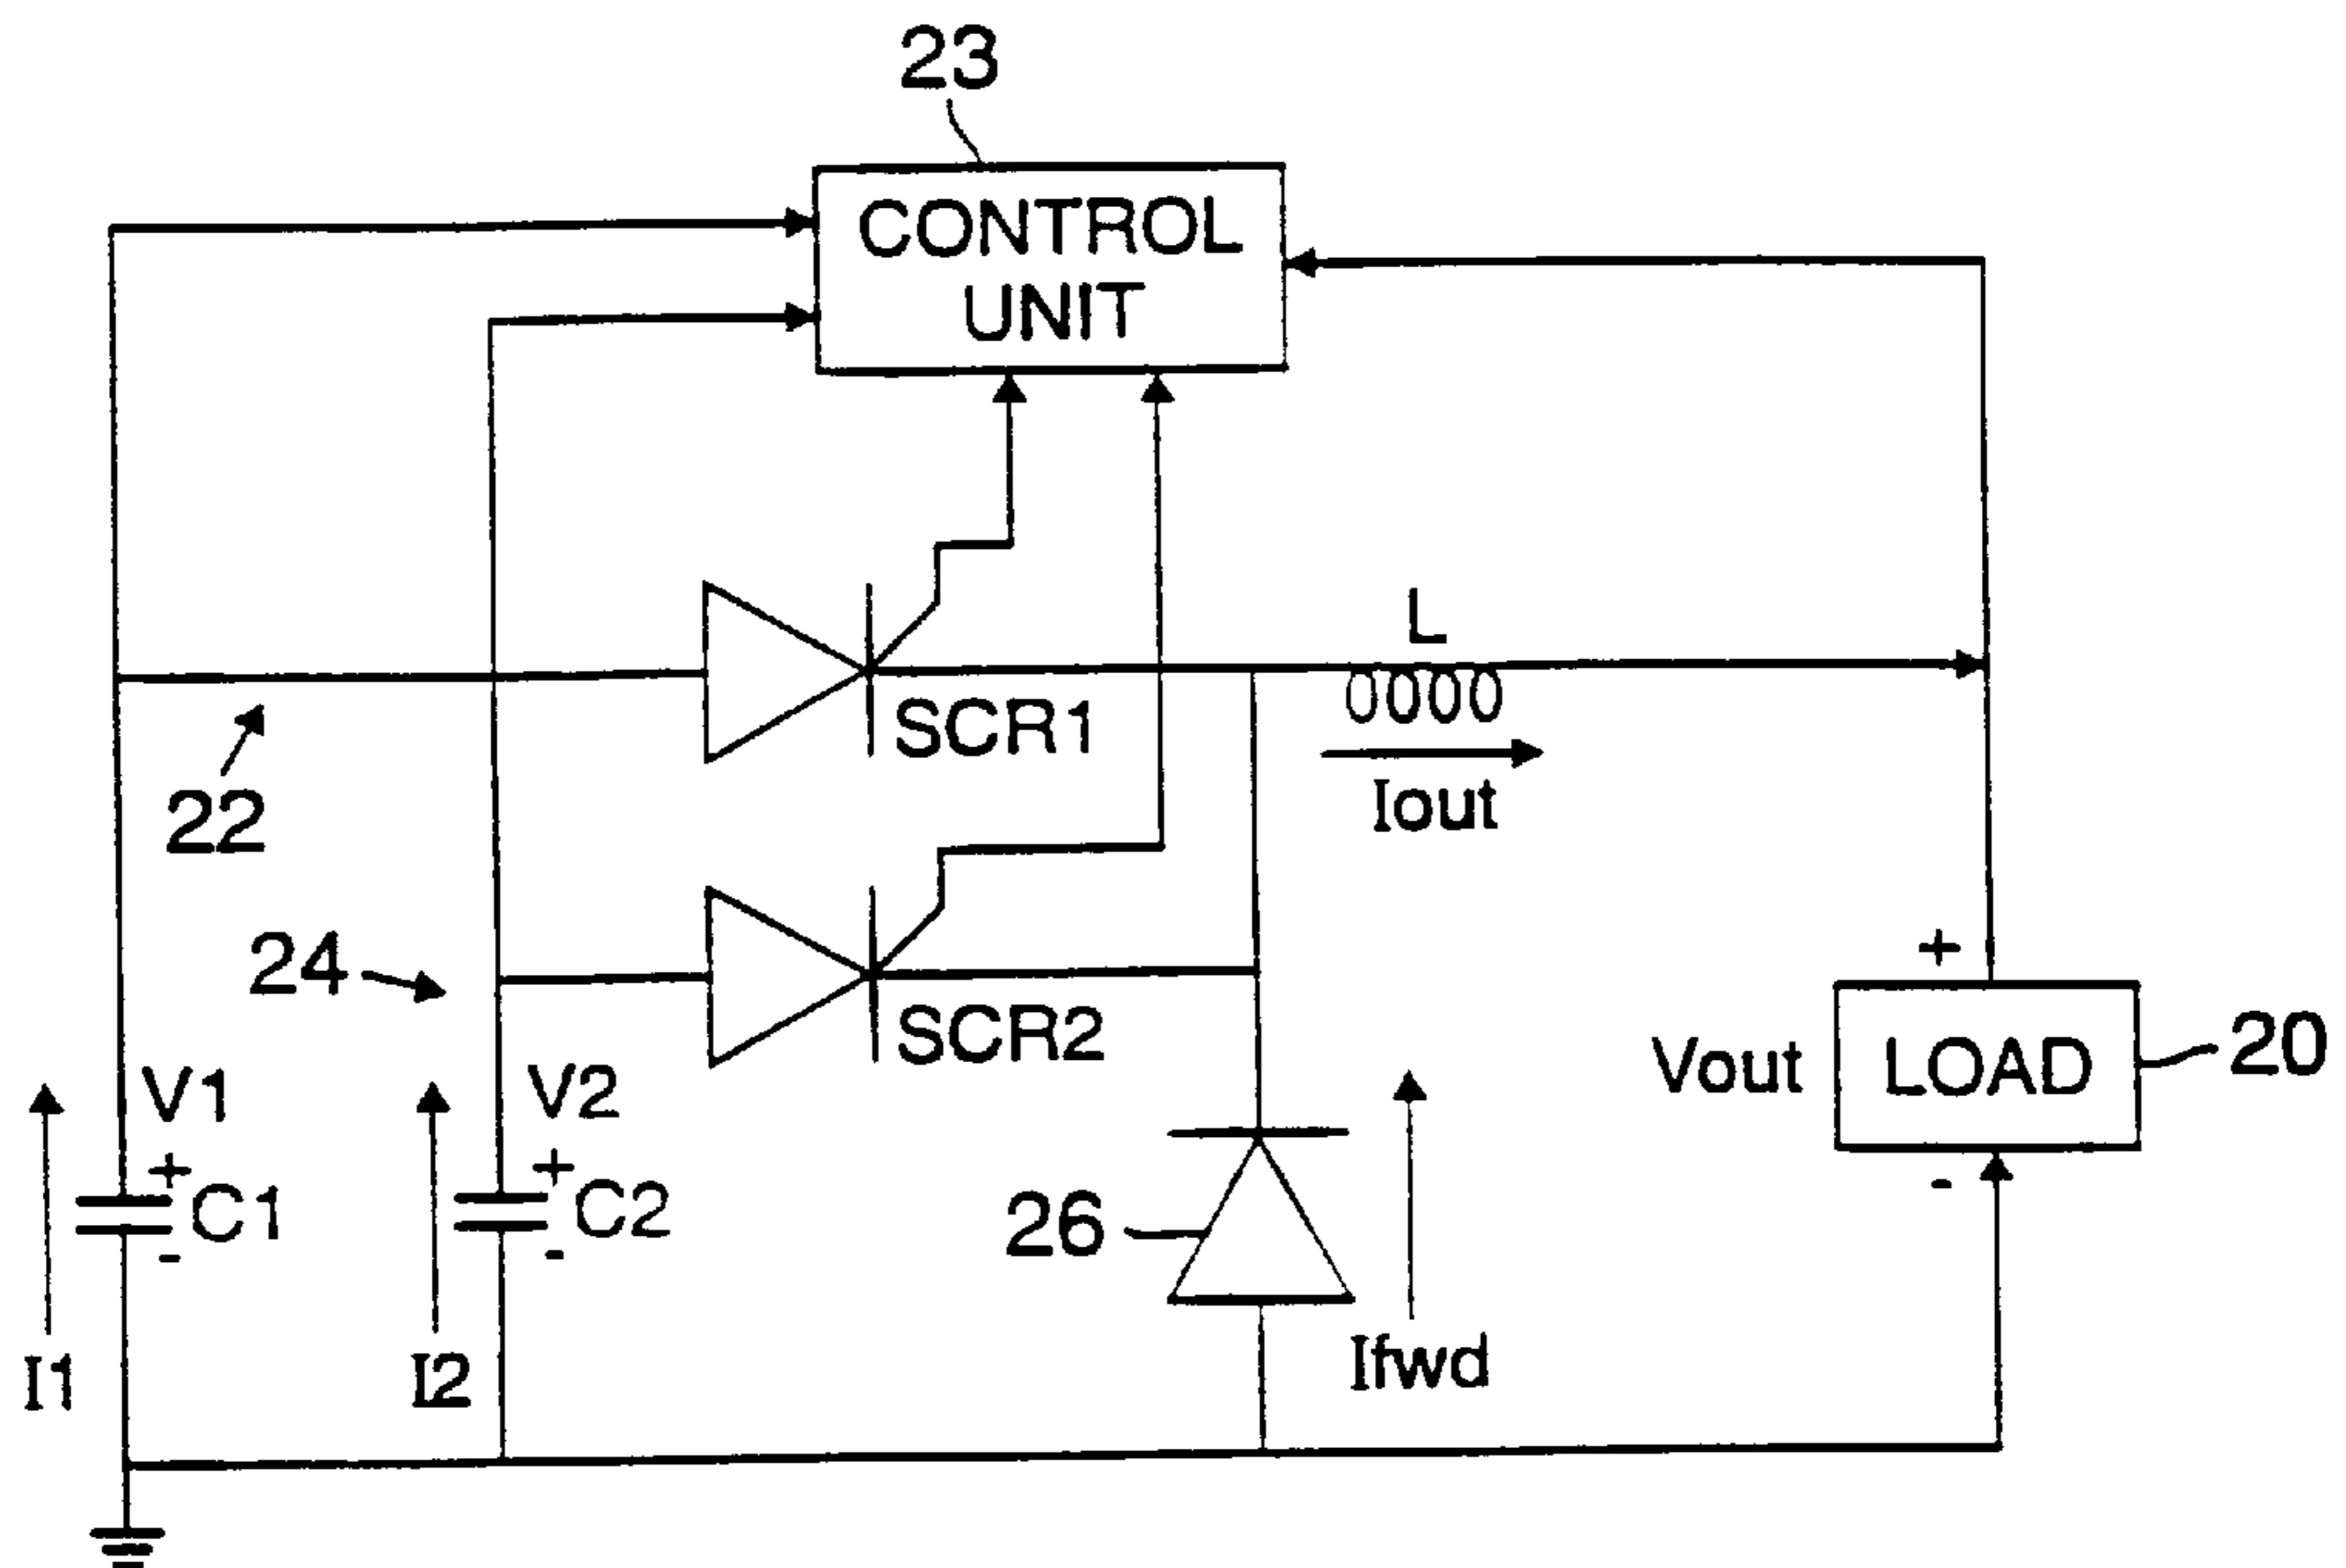 23
CONTROL
UNIT
L
SCR1
Iout
22
24
SCR2
V1
V2
+
+
+
C1
C2
-
-
26
Vout
LOAD
20
-
I1
I2
Ifwd